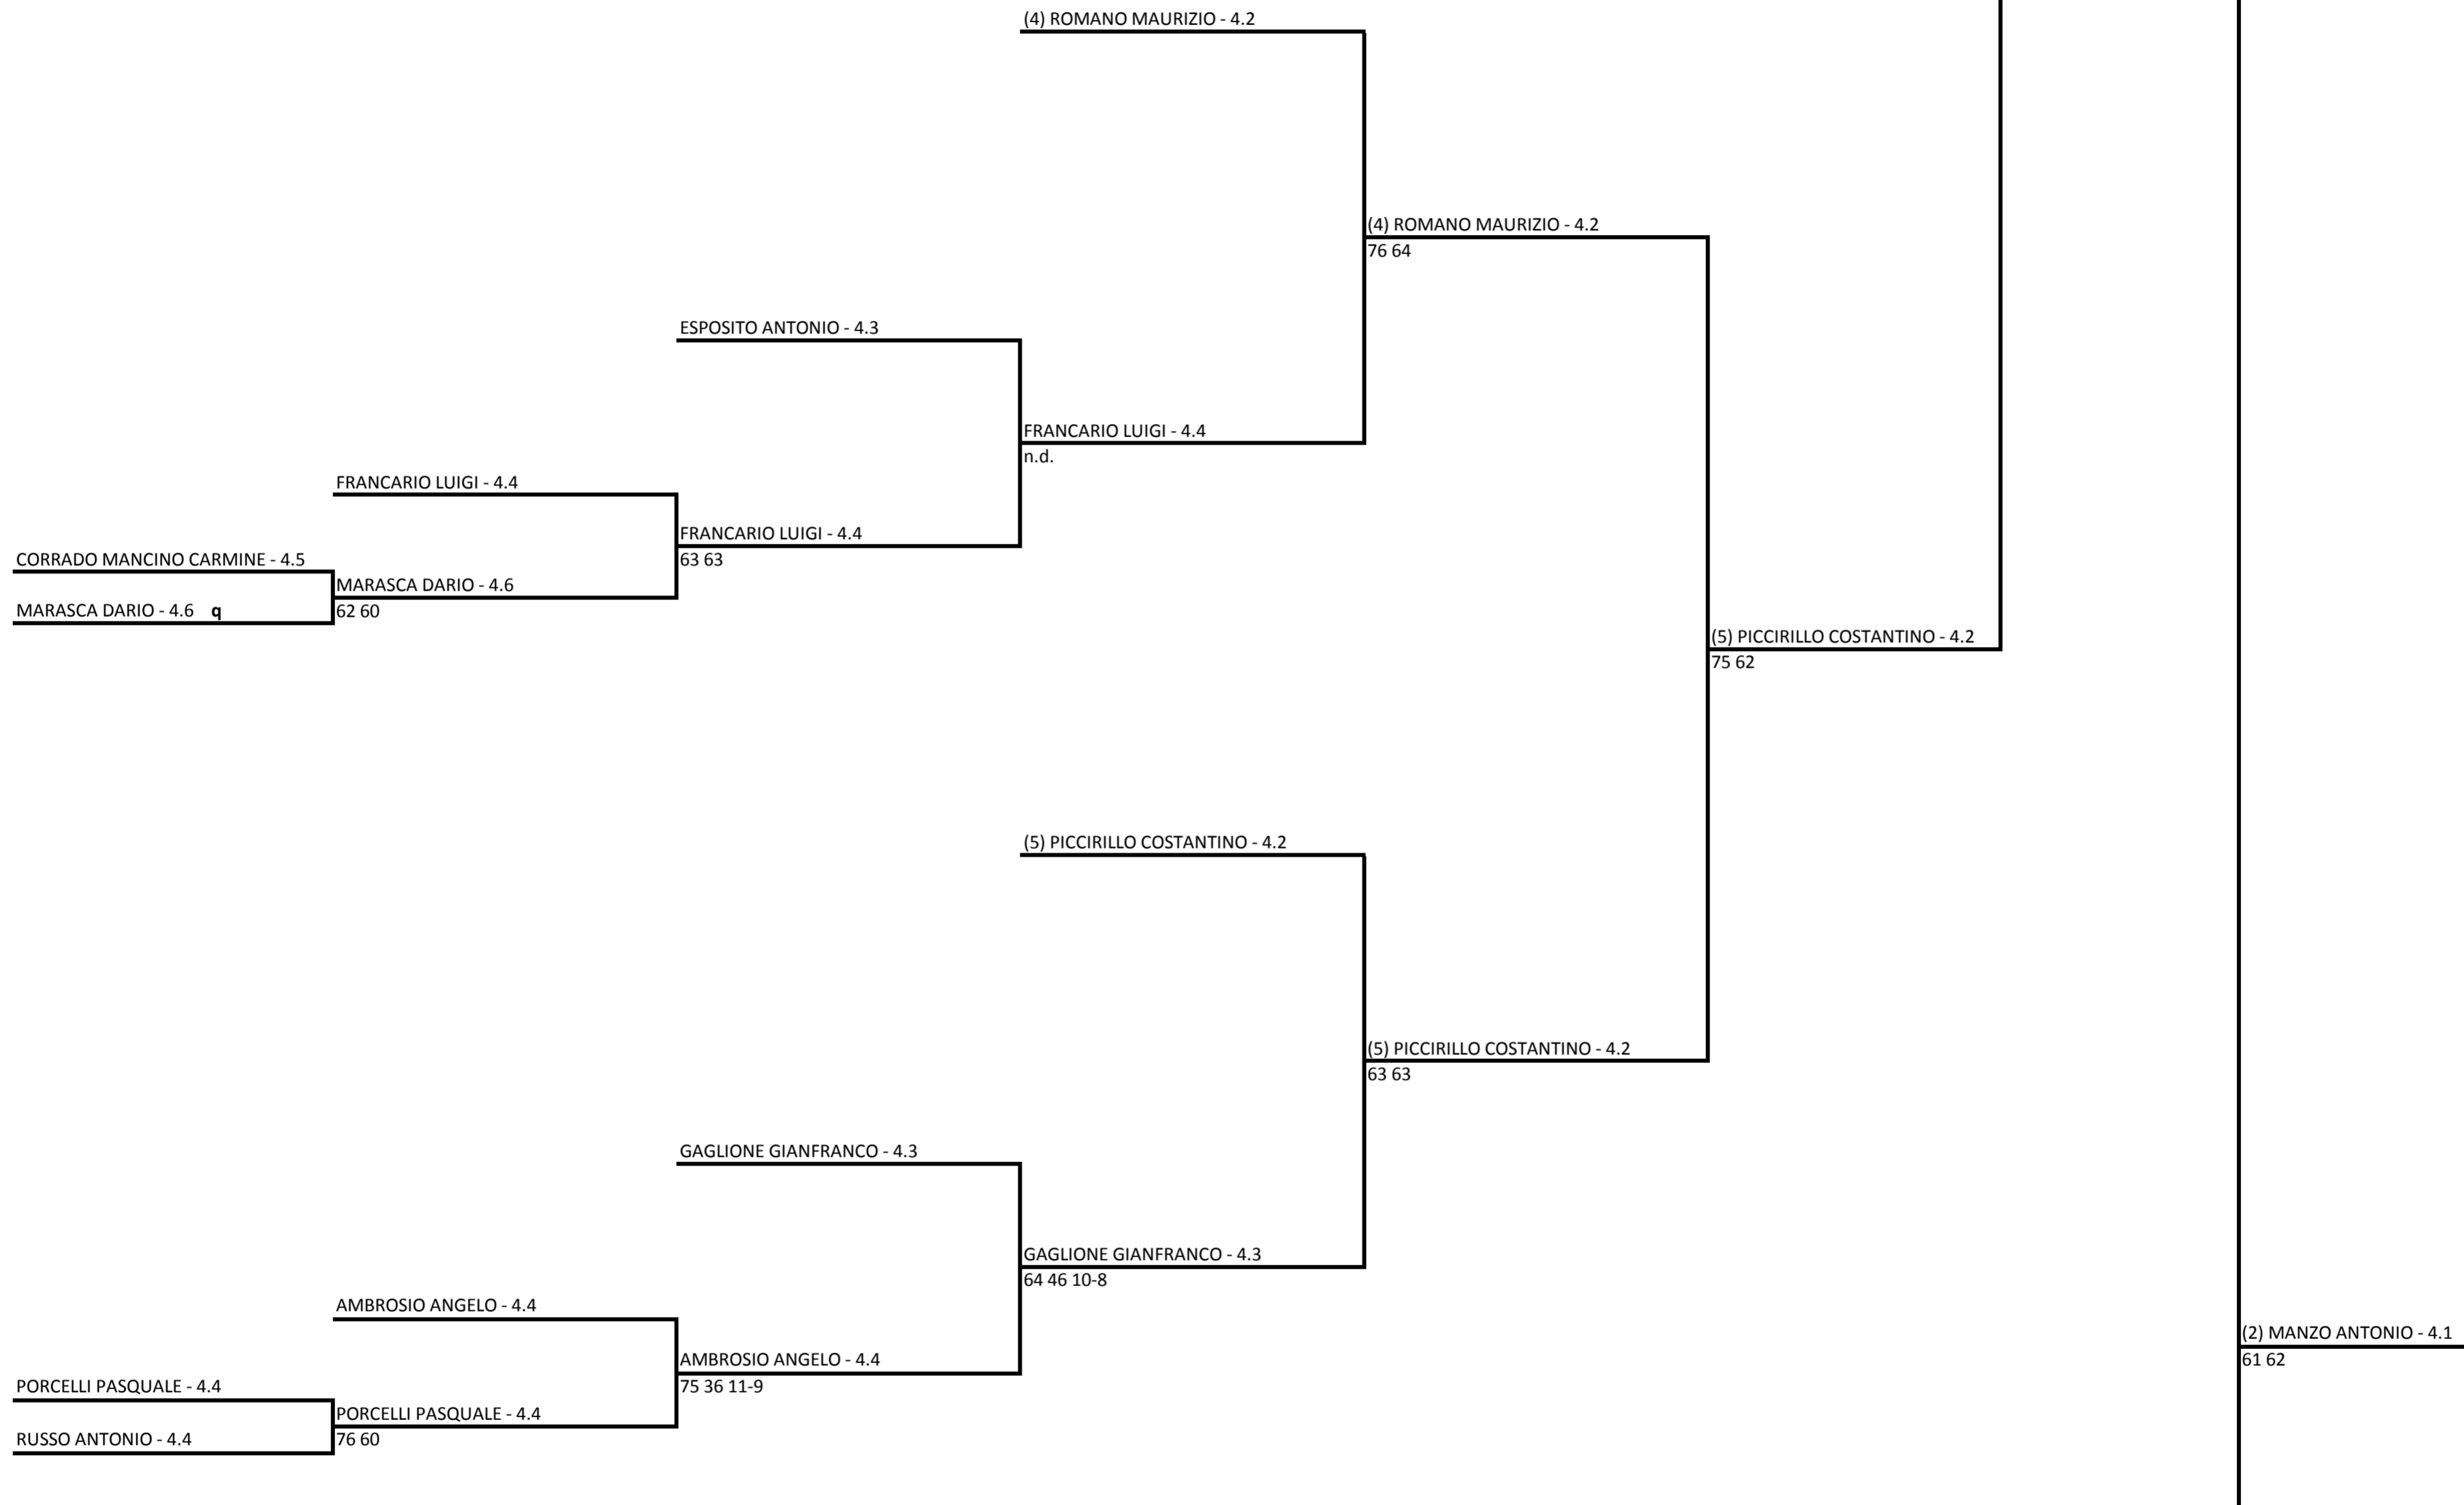 (4) ROMANO MAURIZIO - 4.2
(4) ROMANO MAURIZIO - 4.2
76 64
ESPOSITO ANTONIO - 4.3
FRANCARIO LUIGI - 4.4
n.d.
FRANCARIO LUIGI - 4.4
FRANCARIO LUIGI - 4.4
63 63
CORRADO MANCINO CARMINE - 4.5
MARASCA DARIO - 4.6
62 60
MARASCA DARIO - 4.6 q
(5) PICCIRILLO COSTANTINO - 4.2
75 62
(5) PICCIRILLO COSTANTINO - 4.2
(5) PICCIRILLO COSTANTINO - 4.2
63 63
GAGLIONE GIANFRANCO - 4.3
GAGLIONE GIANFRANCO - 4.3
64 46 10-8
AMBROSIO ANGELO - 4.4
(2) MANZO ANTONIO - 4.1
61 62
AMBROSIO ANGELO - 4.4
75 36 11-9
PORCELLI PASQUALE - 4.4
PORCELLI PASQUALE - 4.4
76 60
RUSSO ANTONIO - 4.4